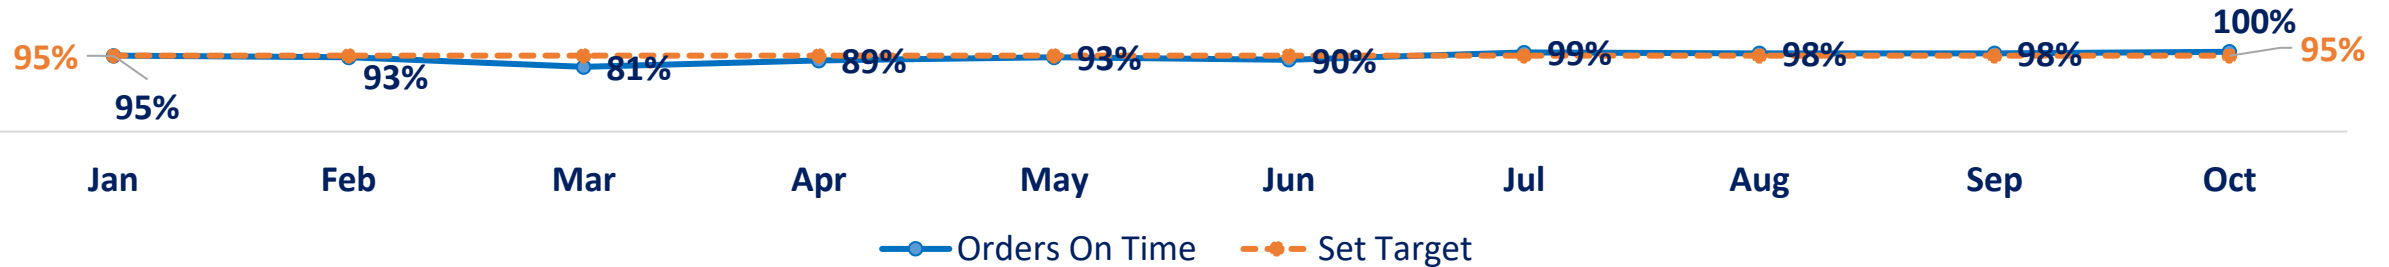 100%
95% 81% 89% 93% 90% 99% 98% 98% 95%
93%
95%
Jan Feb Mar Apr May Jun Jul Aug Sep Oct
Orders On Time Set Target